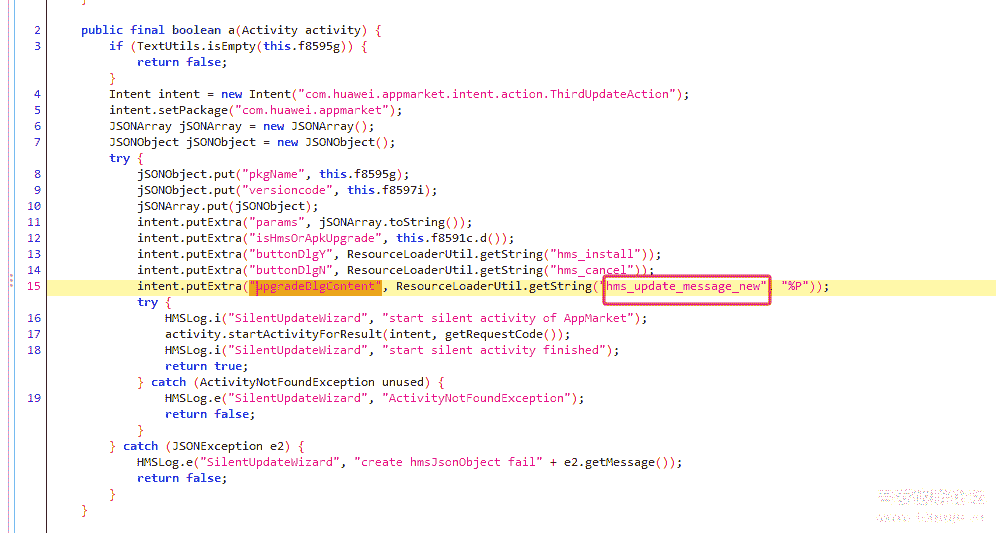 }
2 public final boolean a(Activity activity) {
3 if (TextUtils.isEmpty(this.f8595g)) {
return false;
}
4 Intent intent = new Intent("com.huawei.appmarket.intent.action.ThirdUpdateAction");
5 intent.setPackage("com.huawei.appmarket");
6 JSONArray jSONArray = new JSONArray();
7 JSONObject jSONObject = new JSONObject();
try {
8 jSONObject.put("pkgName", this.f8595g);
9 jSONObject.put("versioncode", this.f8597i);
10 jSONArray.put(jSONObject);
11 intent.putExtra("params", jSONArray.toString());
12 intent.putExtra("isHmsOrApkUpgrade", this.f8591c.d());
13 intent.putExtra("buttonDlgY", ResourceLoaderUtil.getString("hms_install"));
14 intent.putExtra("buttonDlgN", ResourceLoaderUtil.getString("hms_cancel"));
15 intent.putExtra("upgradeDlgContent", ResourceLoaderUtil.getString("hms_update_message_new", "%P"));
try {
16 HMSLog.i("SilentUpdateWizard", "start silent activity of AppMarket");
17 activity.startActivityForResult(intent, getRequestCode());
18 HMSLog.i("SilentUpdateWizard", "start silent activity finished");
return true;
} catch (ActivityNotFoundException unused) {
19 HMSLog.e("SilentUpdateWizard", "ActivityNotFoundException");
return false;
}
} catch (JSONException e2) {
HMSLog.e("SilentUpdateWizard", "create hmsJsonObject fail" + e2.getMessage());
return false;
}
}